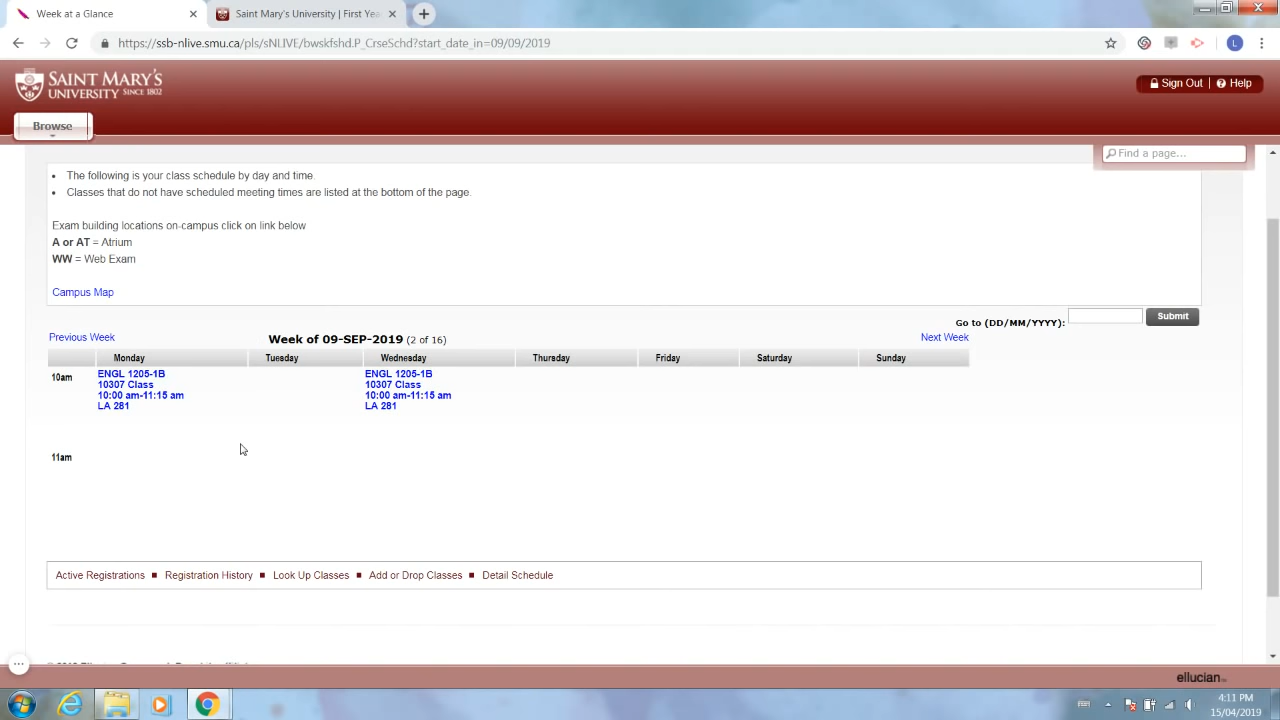 Week at a Glance
Saint Mary's University | First Yea
https://ssb-nlive.smu.ca/pls/sNLIVE/bwskfshd.P_CrseSchd?start_date_in=09/09/2019
L
SAINT MARY'S
UNIVERSITY SINCE 1802
Sign Out | Help
Browse
Find a page...
The following is your class schedule by day and time.
Classes that do not have scheduled meeting times are listed at the bottom of the page.
Exam building locations on-campus click on link below
A or AT = Atrium
WW = Web Exam
Campus Map
Go to (DD/MM/YYYY):
Submit
Previous Week
Week of 09-SEP-2019 (2 of 16)
Next Week
Monday Tuesday Wednesday Thursday Friday Saturday Sunday
10am
ENGL 1205-1B
10307 Class
10:00 am-11:15 am
LA 281
ENGL 1205-1B
10307 Class
10:00 am-11:15 am
LA 281
11am
Active Registrations Registration History Look Up Classes Add or Drop Classes Detail Schedule
ellucian
4:11 PM
15/04/2019